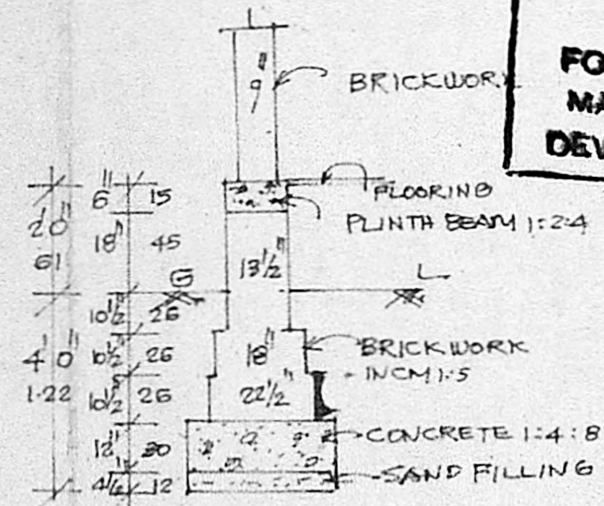 9"
BRICKWORK
FO
MA
DEV
6" 15
FLOORING
PLINTH BEAM 1:2:4
2'0"
61
18" 45
13½"
G L
10½" 26
4'0"
1.22
10½" 26
18"
BRICKWORK
IN CM 1:5
10½" 26
22½"
CONCRETE 1:4:8
12" 30
SAND FILLING
4½" 12